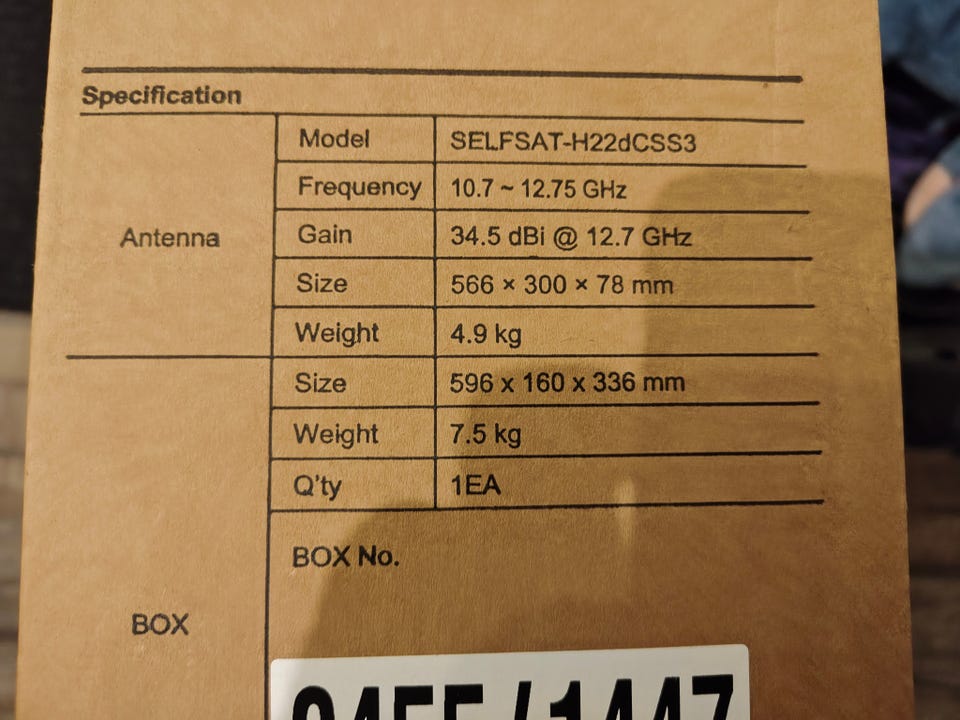 Specification
Antenna
Model SELFSAT-H22dCSS3
Frequency 10.7 ~ 12.75 GHz
Gain 34.5 dBi @ 12.7 GHz
Size 566 × 300 × 78 mm
Weight 4.9 kg
BOX
Size 596 x 160 x 336 mm
Weight 7.5 kg
Q'ty 1EA
BOX No.
/1447